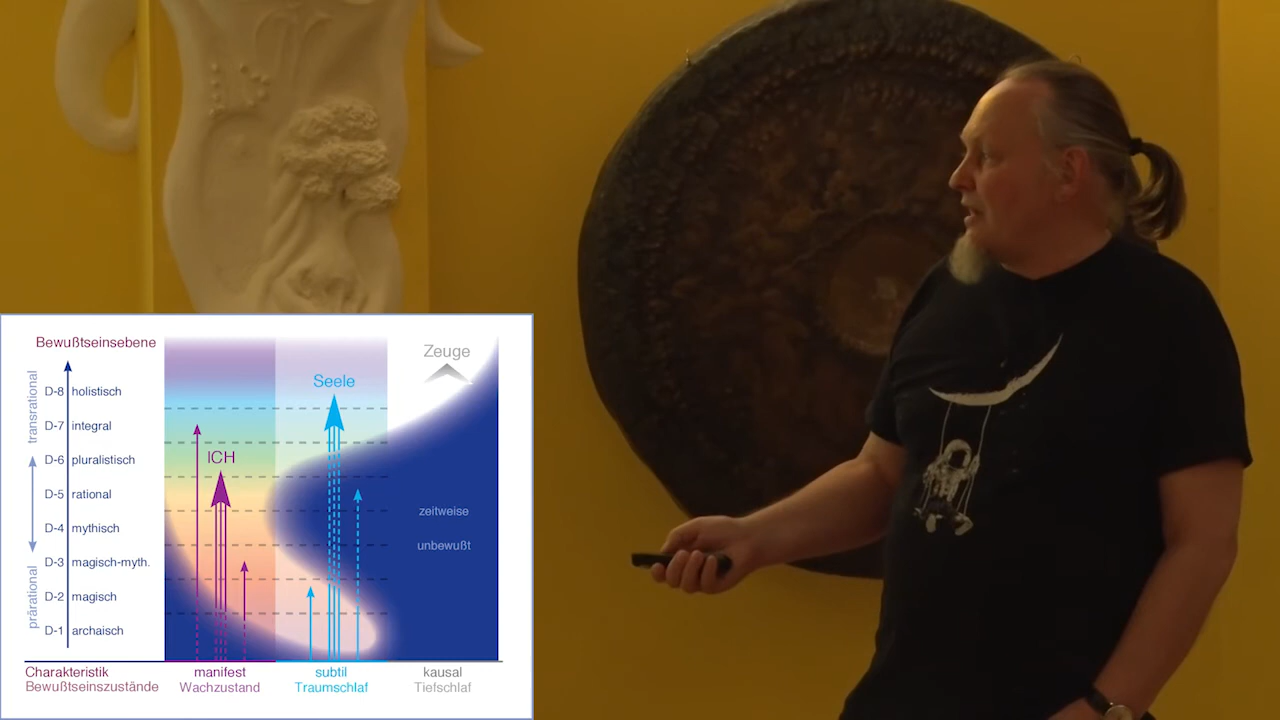 Bewußtseinsebene
transrational
prärational
D-8 holistisch
D-7 integral
D-6 pluralistisch
D-5 rational
D-4 mythisch
D-3 magisch-myth.
D-2 magisch
D-1 archaisch
ICH
Seele
Zeuge
zeitweise
unbewußt
Charakteristik
manifest
subtil
kausal
Bewußtseinszustände
Wachzustand
Traumschlaf
Tiefschlaf